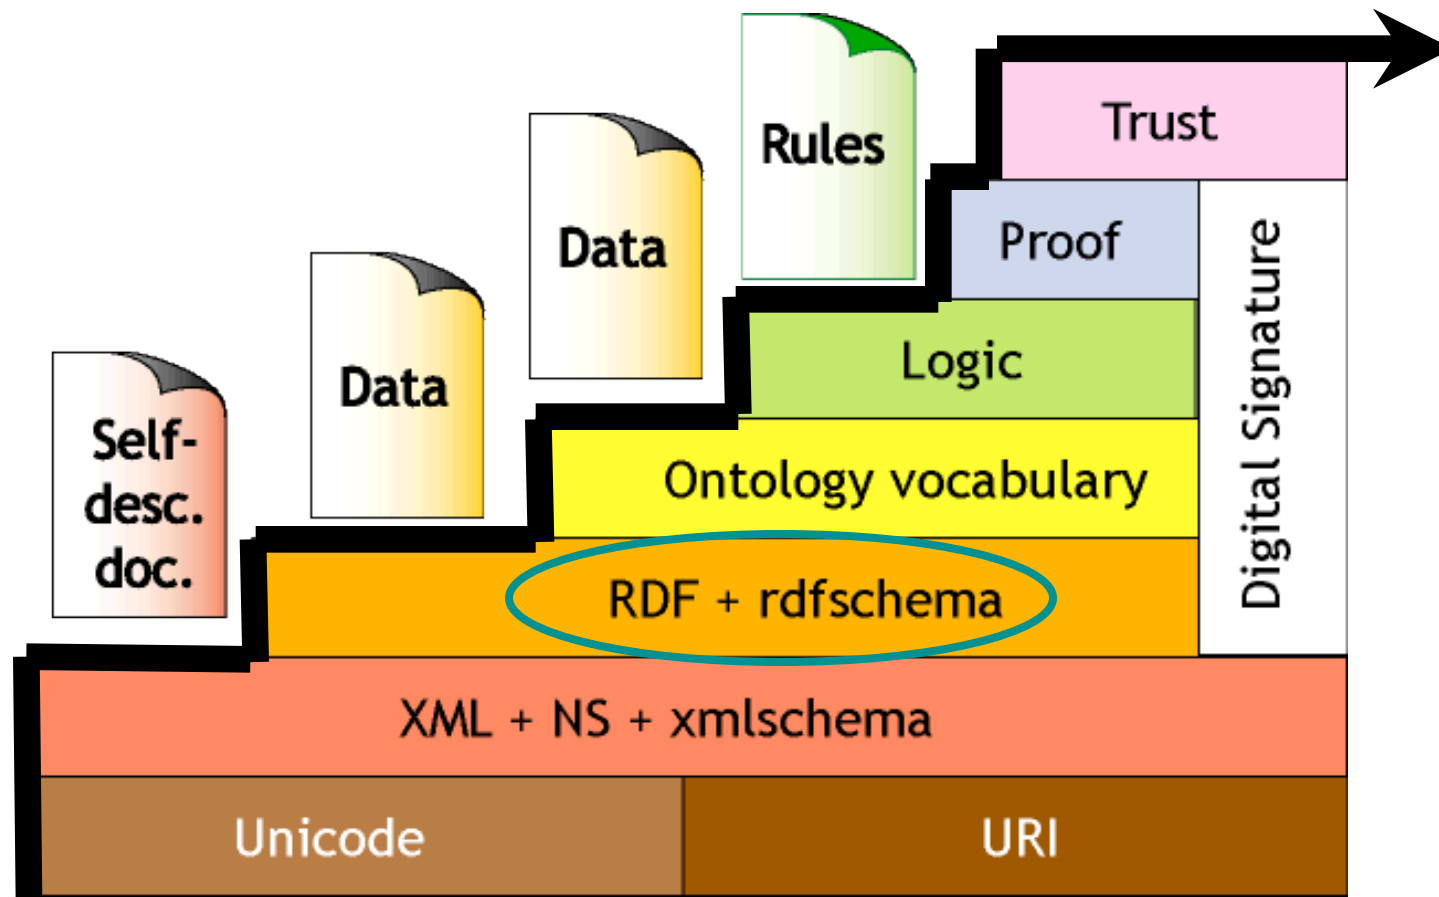 Trust
Rules
Proof
Data
Logic
Data
Self-
desc.
doc.
Ontology vocabulary
Digital Signature
RDF + rdfschema
XML + NS + xmlschema
Unicode
URI